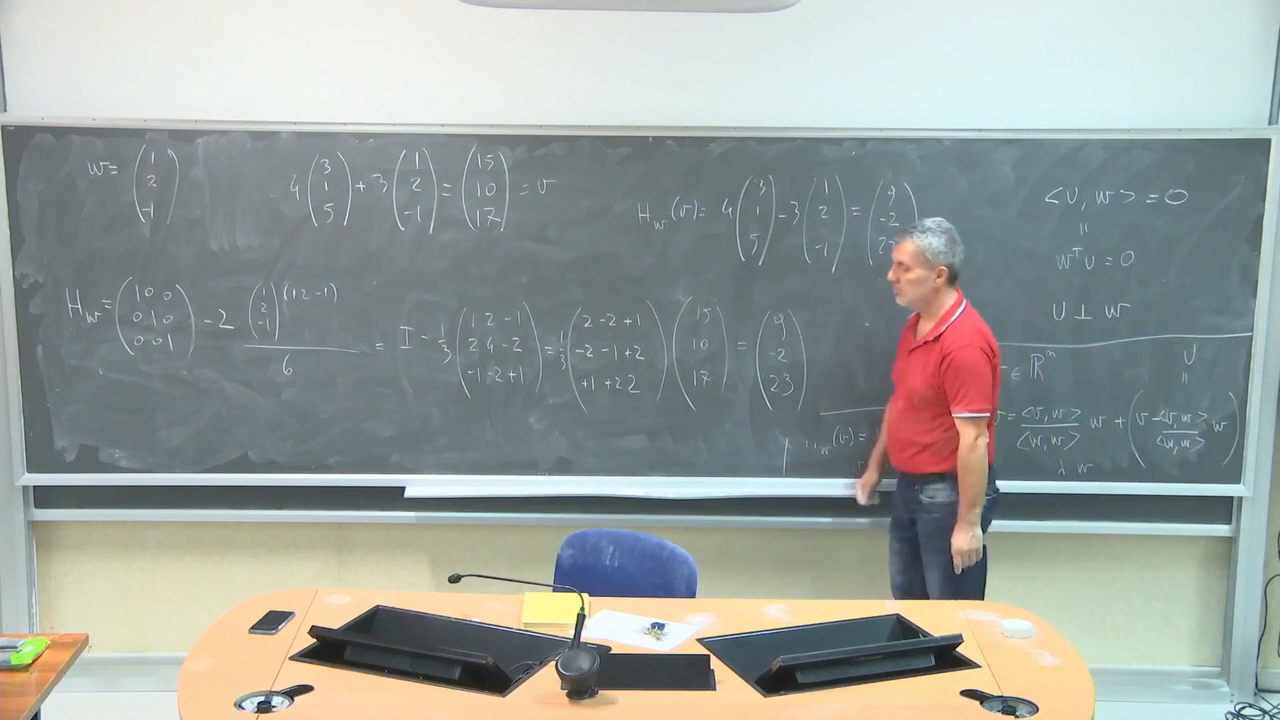 w= (1 2 -1)
4 (3 1 5) + 3 (1 2 -1) = (15 10 17) = v
H_w = (1 0 0 / 0 1 0 / 0 0 1) - 2 (1 2 -1) (1 2 -1) / 6 = I - 1/3 (1 2 -1 / 2 4 -2 / -1 -2 +1) = 1/3 (2 -2 +1 / -2 -1 +2 / +1 +2 2) (15 10 17) = (9 -2 23)
H_w(v) = 4 (3 1 5) - 3 (1 2 -1) = (9 -2
<u, w> = 0
=
w^T u = 0
u ⊥ w
∈ ℝ^n
u
=
= <v, w> / <w, w> w + (v - <v, w> / <w, w> w)
λ w
w(v) =